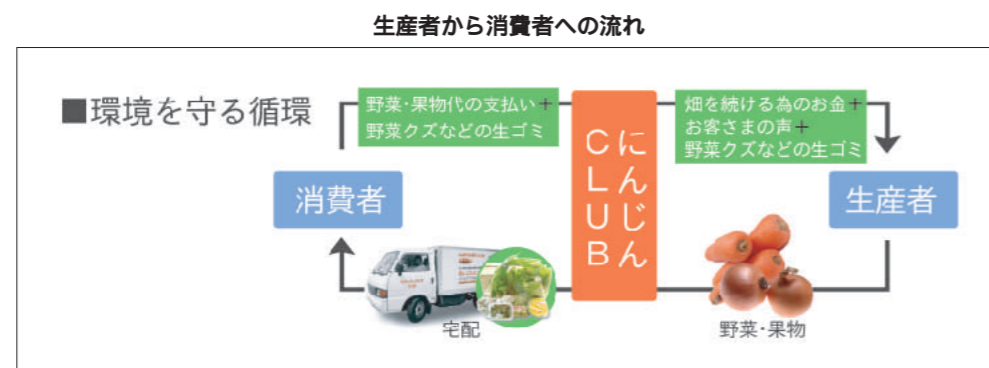 生産者から消費者への流れ
■環境を守る循環
野菜・果物代の支払い+
野菜クズなどの生ゴミ
にんじん
CLUB
畑を続ける為のお金+
お客さまの声+
野菜クズなどの生ゴミ
消費者
生産者
宅配
野菜・果物